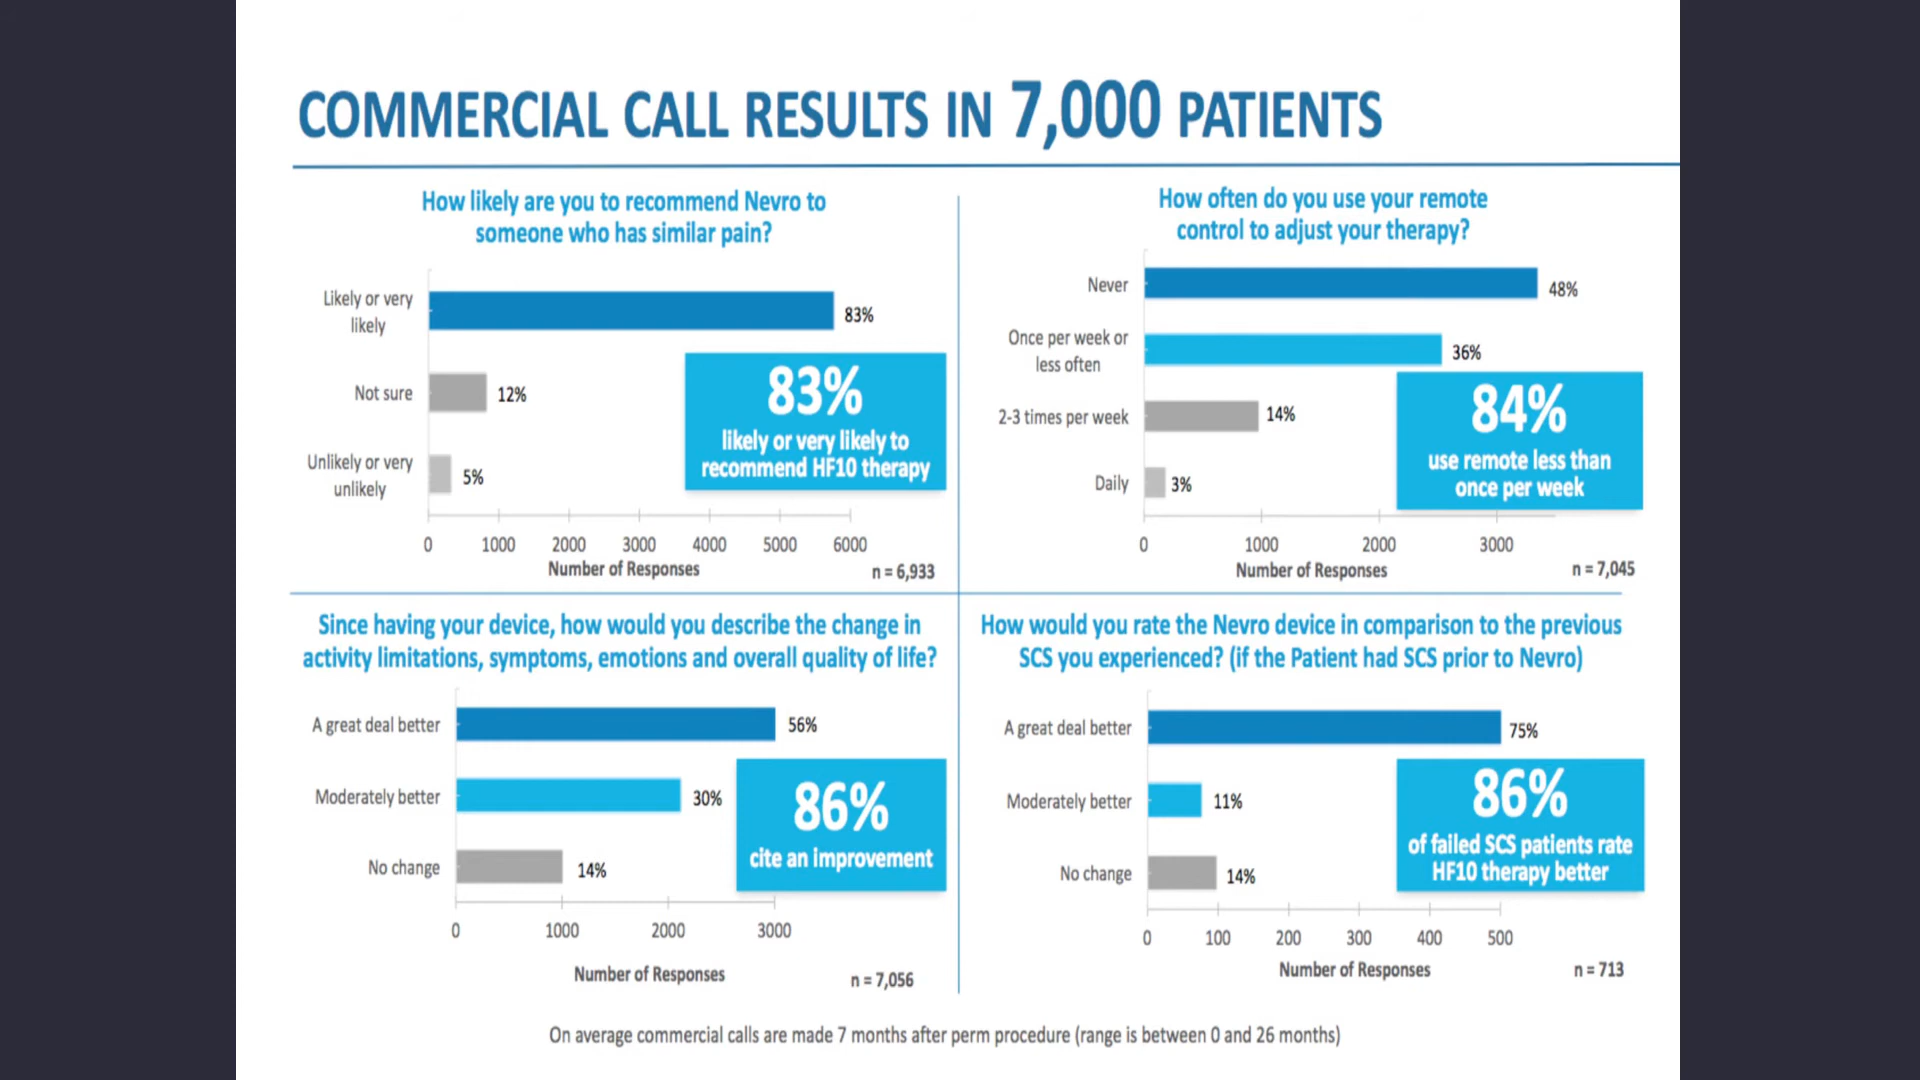 COMMERCIAL CALL RESULTS IN 7,000 PATIENTS
How likely are you to recommend Nevro to
someone who has similar pain?
Likely or very
likely
83%
Not sure
12%
Unlikely or very
unlikely
5%
83%
likely or very likely to
recommend HF10 therapy
0 1000 2000 3000 4000 5000 6000
Number of Responses
n = 6,933
How often do you use your remote
control to adjust your therapy?
Never
48%
Once per week or
less often
36%
2-3 times per week
14%
Daily
3%
84%
use remote less than
once per week
0 1000 2000 3000
Number of Responses
n = 7,045
Since having your device, how would you describe the change in
activity limitations, symptoms, emotions and overall quality of life?
A great deal better
56%
Moderately better
30%
No change
14%
86%
cite an improvement
0 1000 2000 3000
Number of Responses
n = 7,056
How would you rate the Nevro device in comparison to the previous
SCS you experienced? (if the Patient had SCS prior to Nevro)
A great deal better
75%
Moderately better
11%
No change
14%
86%
of failed SCS patients rate
HF10 therapy better
0 100 200 300 400 500
Number of Responses
n = 713
On average commercial calls are made 7 months after perm procedure (range is between 0 and 26 months)